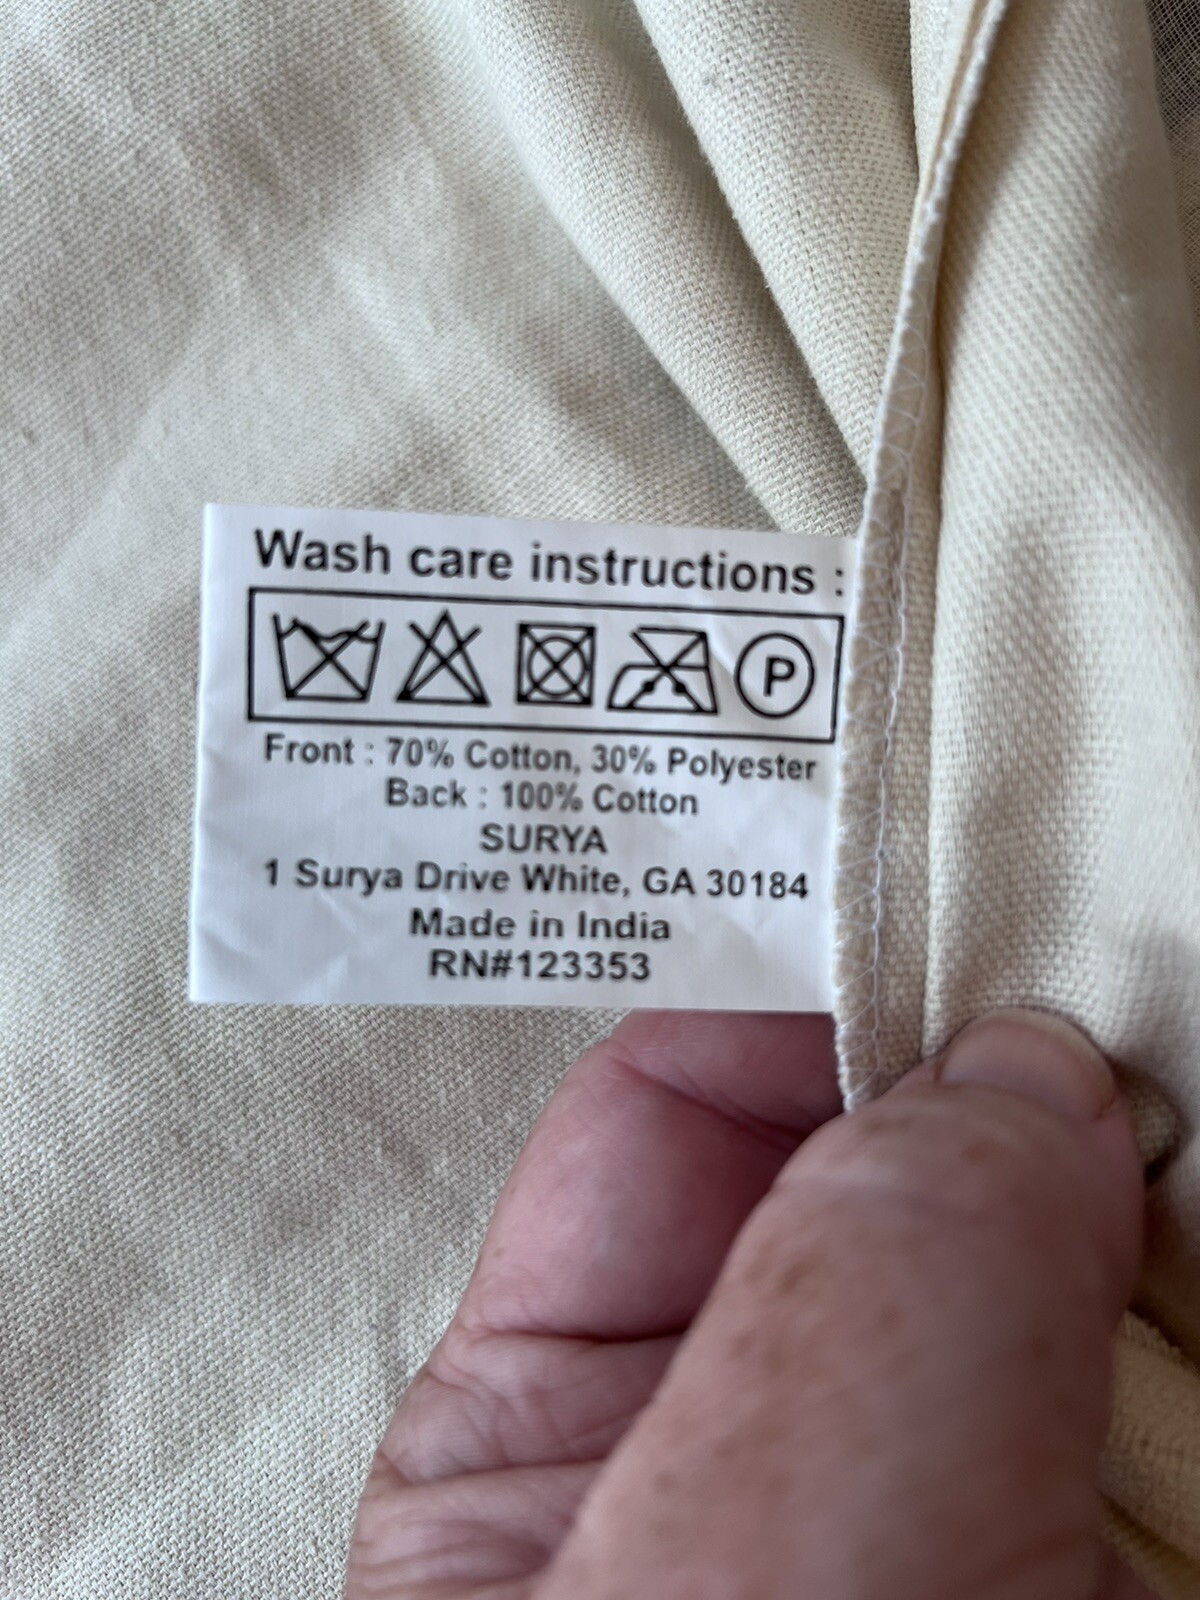 Wash care instructions :
P
Front : 70% Cotton, 30% Polyester
Back : 100% Cotton
SURYA
1 Surya Drive White, GA 30184
Made in India
RN#123353